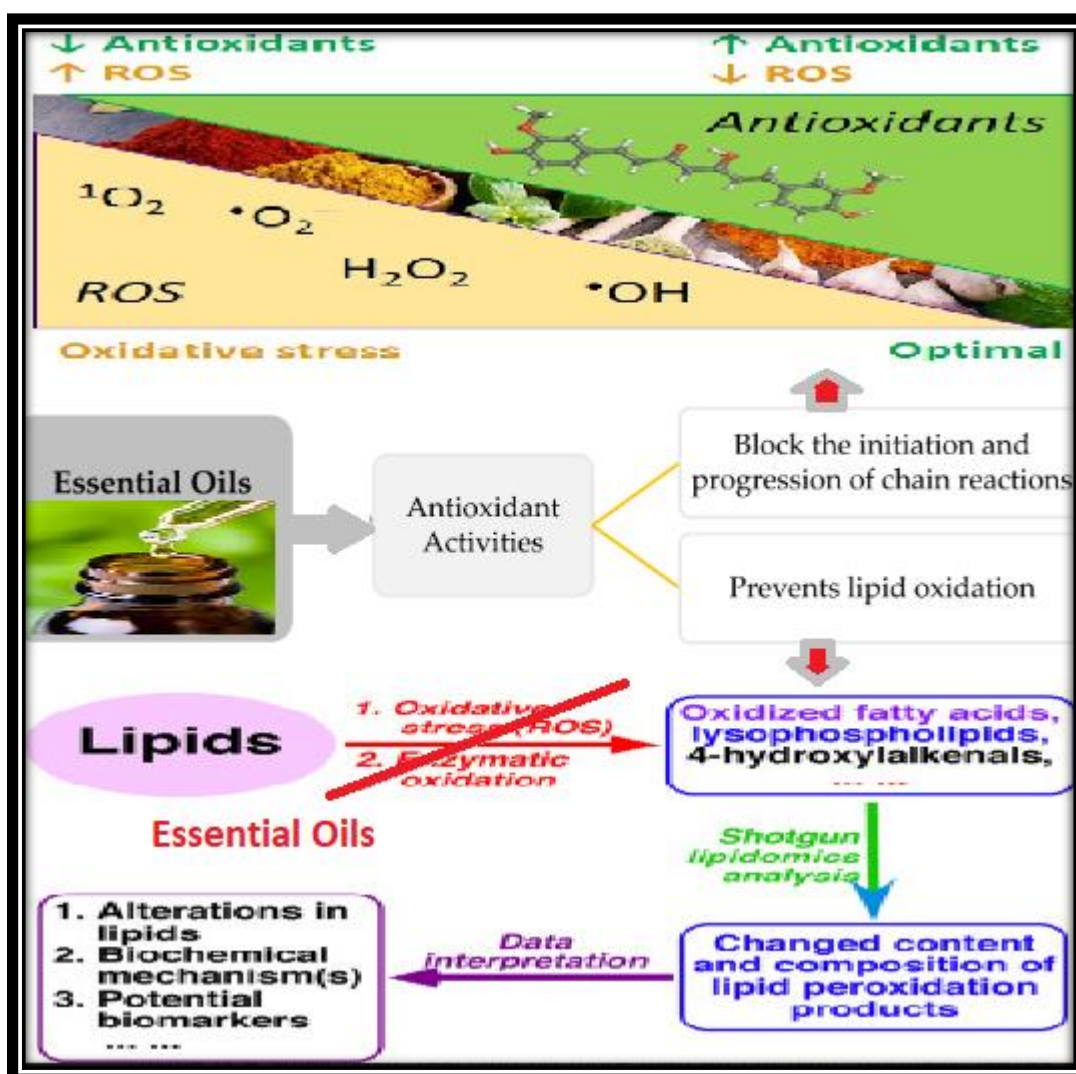 ↓ Antioxidants
↑ ROS
↑ Antioxidants
↓ ROS
Antioxidants
¹O₂
•O₂⁻
H₂O₂
•OH
ROS
Oxidative stress
Optimal
Essential Oils
Antioxidant
Activities
Block the initiation and
progression of chain reactions
Prevents lipid oxidation
Lipids
1. Oxidative
stress (ROS)
2. Enzymatic
oxidation
Essential Oils
Oxidized fatty acids,
lysophospholipids,
4-hydroxylalkenals,
... ...
Shotgun
lipidomics
analysis
Changed content
and composition of
lipid peroxidation
products
Data
interpretation
1. Alterations in
lipids
2. Biochemical
mechanism(s)
3. Potential
biomarkers
... ...